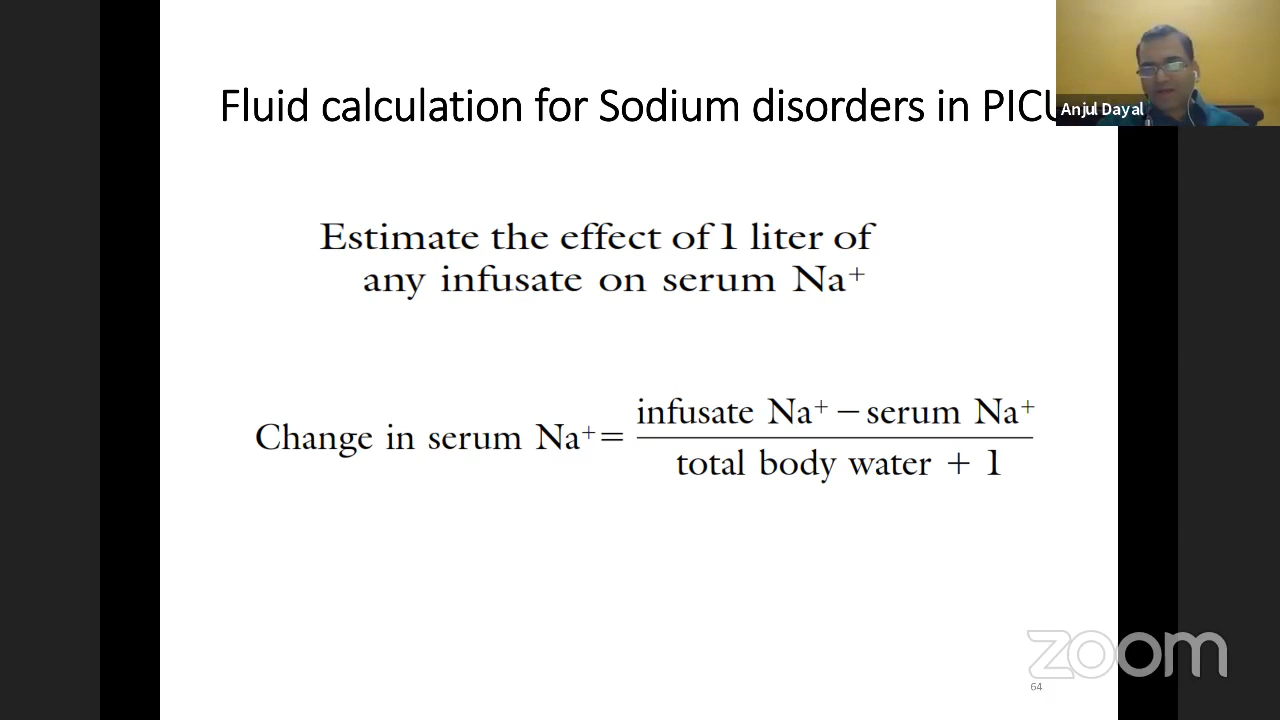 Fluid calculation for Sodium disorders in PICU
Anjul Dayal
Estimate the effect of 1 liter of
any infusate on serum Na⁺
Change in serum Na⁺ = infusate Na⁺ − serum Na⁺
total body water + 1
zoom
64